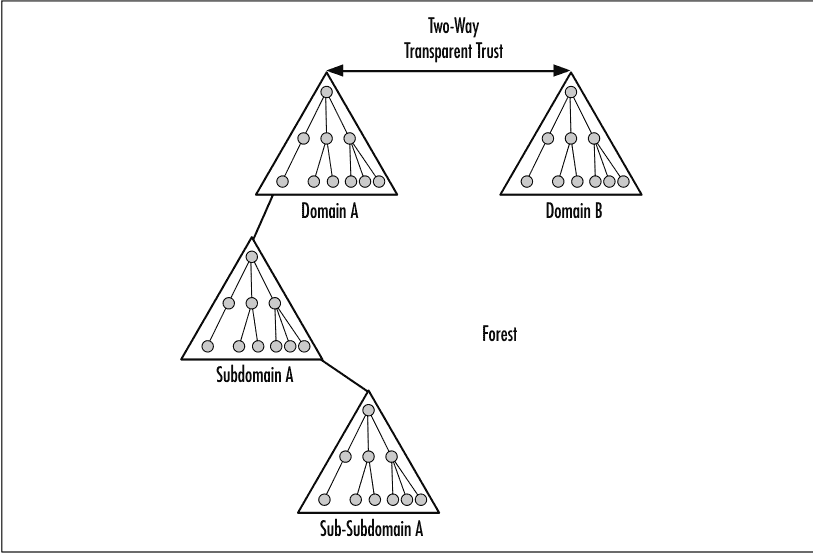 Two-Way
Transparent Trust
Domain A
Domain B
Subdomain A
Forest
Sub-Subdomain A